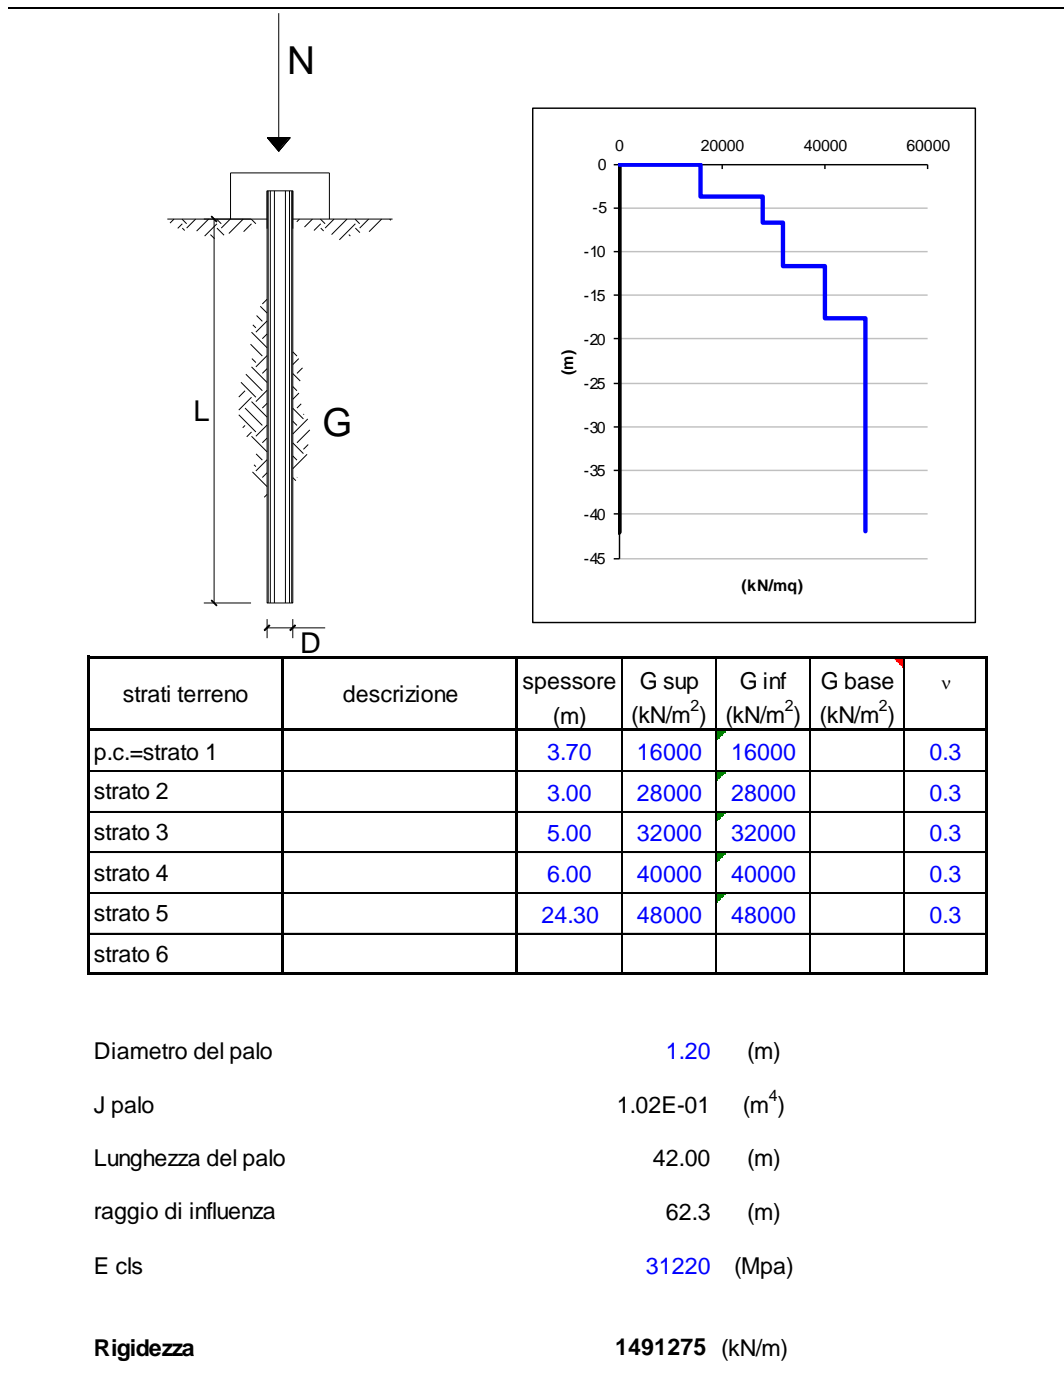 N
L
G
D
0 20000 40000 60000
0
-5
-10
-15
-20
-25
-30
-35
-40
-45
(m)
(kN/mq)
strati terreno descrizione spessore (m) G sup (kN/m²) G inf (kN/m²) G base (kN/m²) ν
p.c.=strato 1 3.70 16000 16000 0.3
strato 2 3.00 28000 28000 0.3
strato 3 5.00 32000 32000 0.3
strato 4 6.00 40000 40000 0.3
strato 5 24.30 48000 48000 0.3
strato 6
Diametro del palo 1.20 (m)
J palo 1.02E-01 (m⁴)
Lunghezza del palo 42.00 (m)
raggio di influenza 62.3 (m)
E cls 31220 (Mpa)
Rigidezza 1491275 (kN/m)